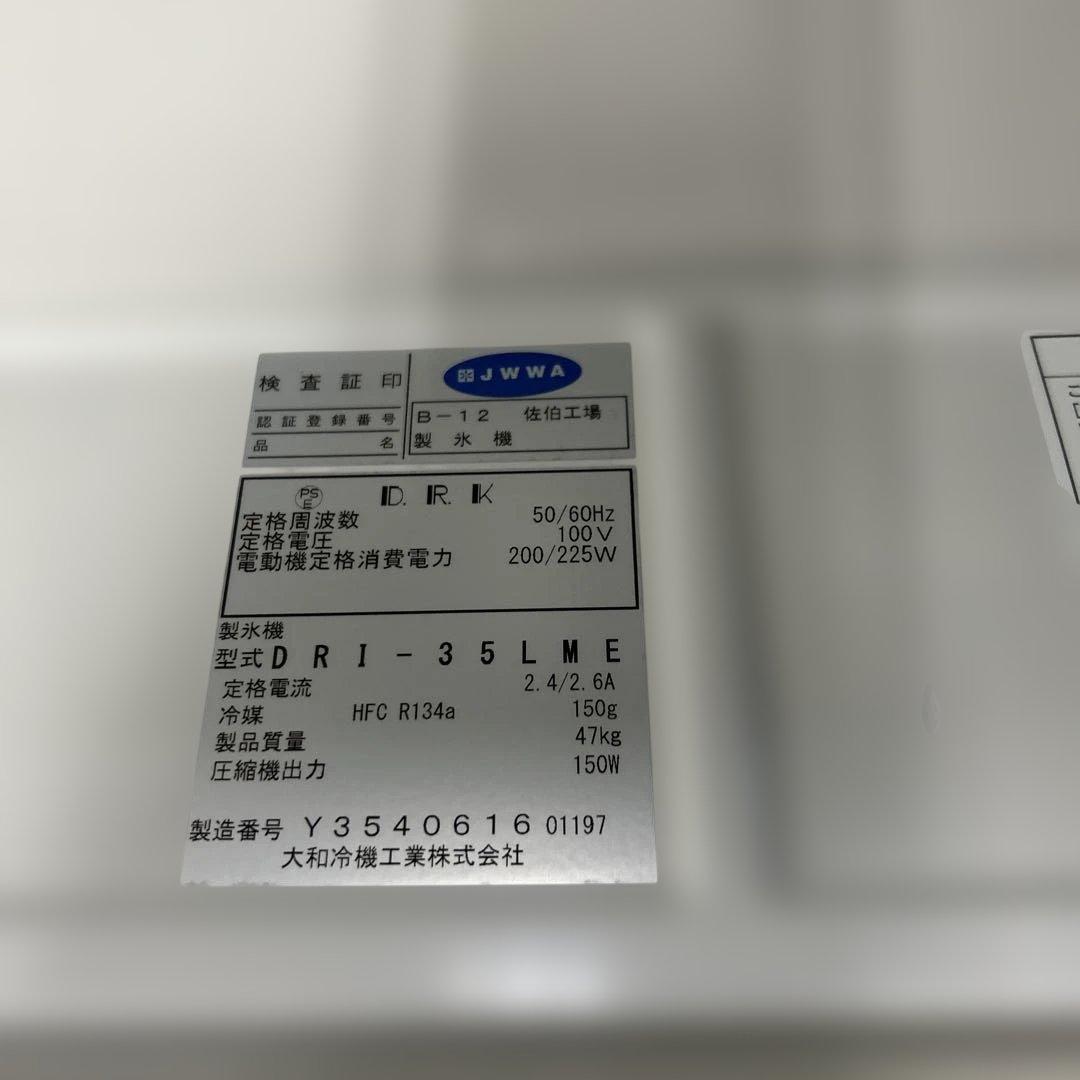 検査証印
JWWA
認証登録番号 B-12 佐伯工場
品名 製氷機
PSE D.R.K
定格周波数 50/60Hz
定格電圧 100V
電動機定格消費電力 200/225W
製氷機
型式 DRI-35LME
定格電流 2.4/2.6A
冷媒 HFC R134a 150g
製品質量 47kg
圧縮機出力 150W
製造番号 Y3540616 01197
大和冷機工業株式会社